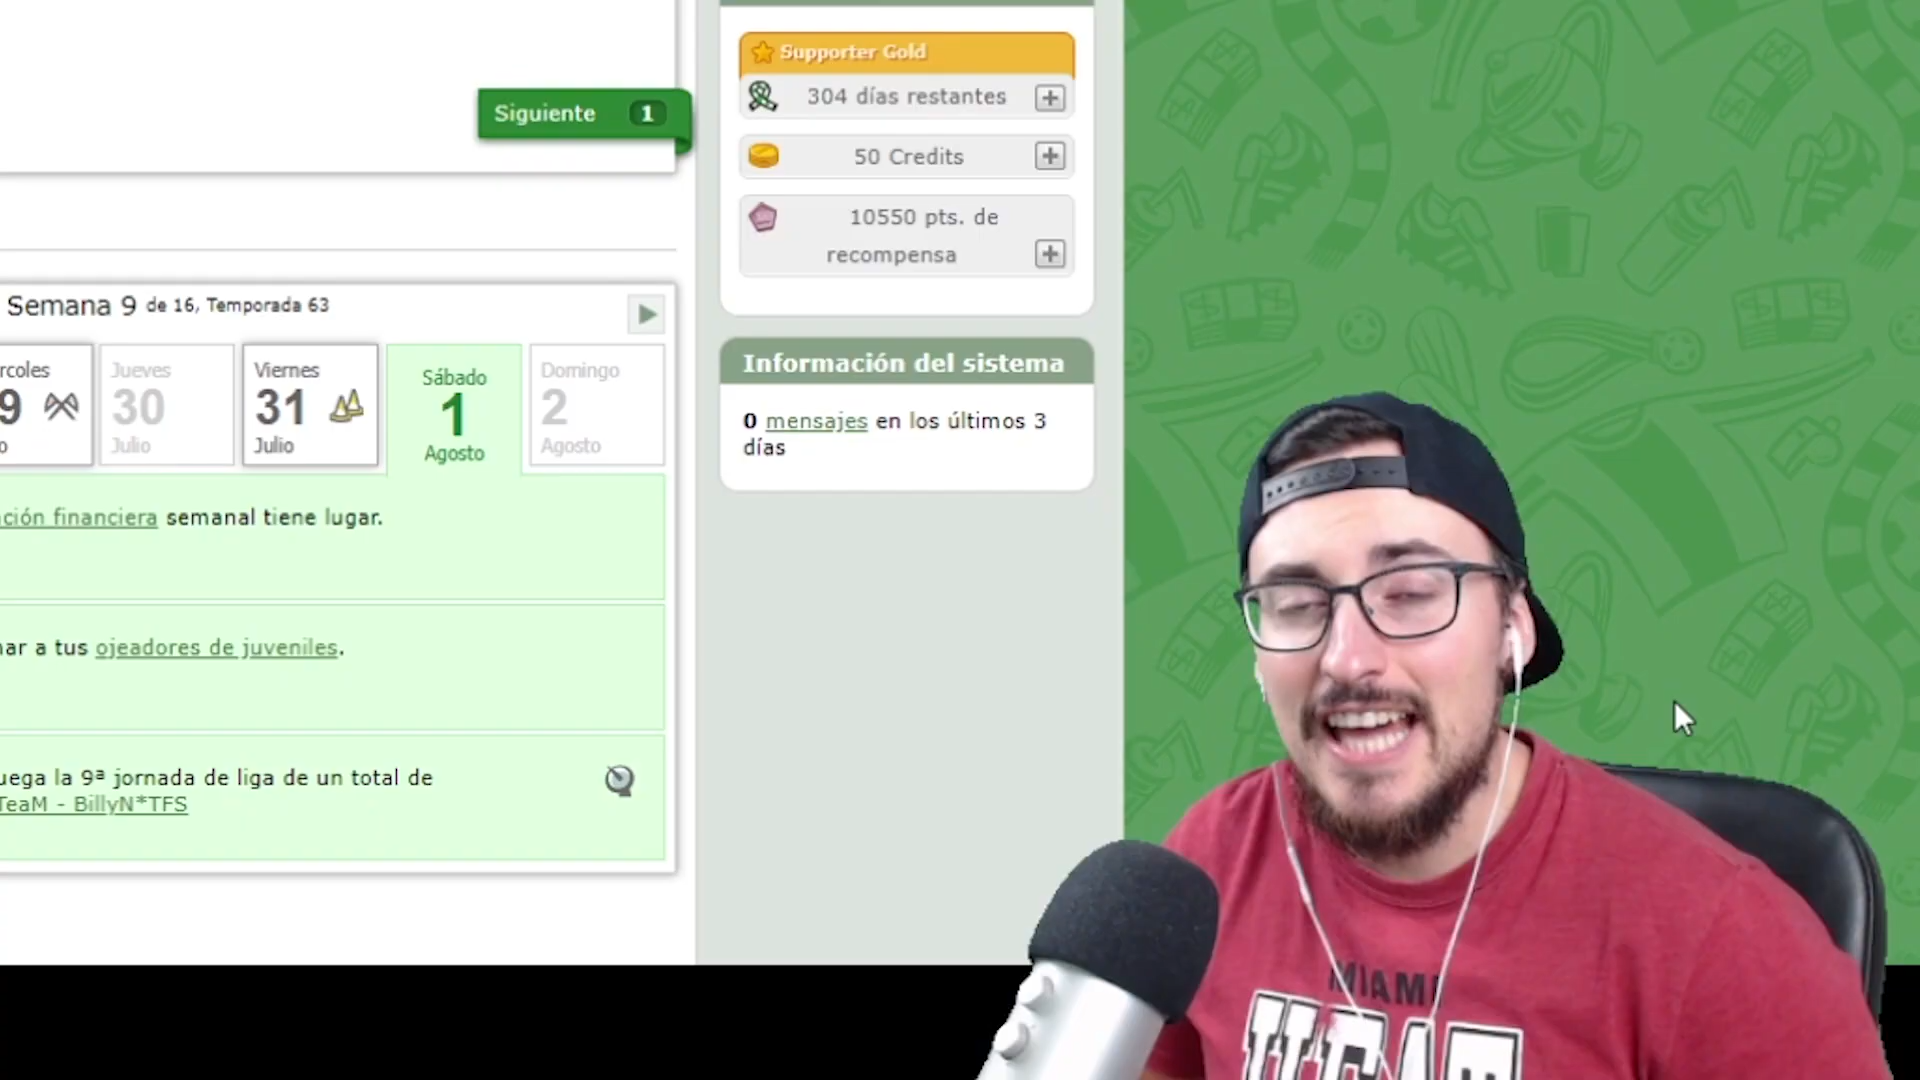 Supporter Gold
304 días restantes
50 Credits
10550 pts. de
recompensa
Siguiente 1
Semana 9 de 16, Temporada 63
rcoles
9
o
Jueves
30
Julio
Viernes
31
Julio
Sábado
1
Agosto
Domingo
2
Agosto
ción financiera semanal tiene lugar.
nar a tus ojeadores de juveniles.
uega la 9ª jornada de liga de un total de
TeaM - BillyN*TFS
Información del sistema
0 mensajes en los últimos 3
días
MIAMI
HEAT